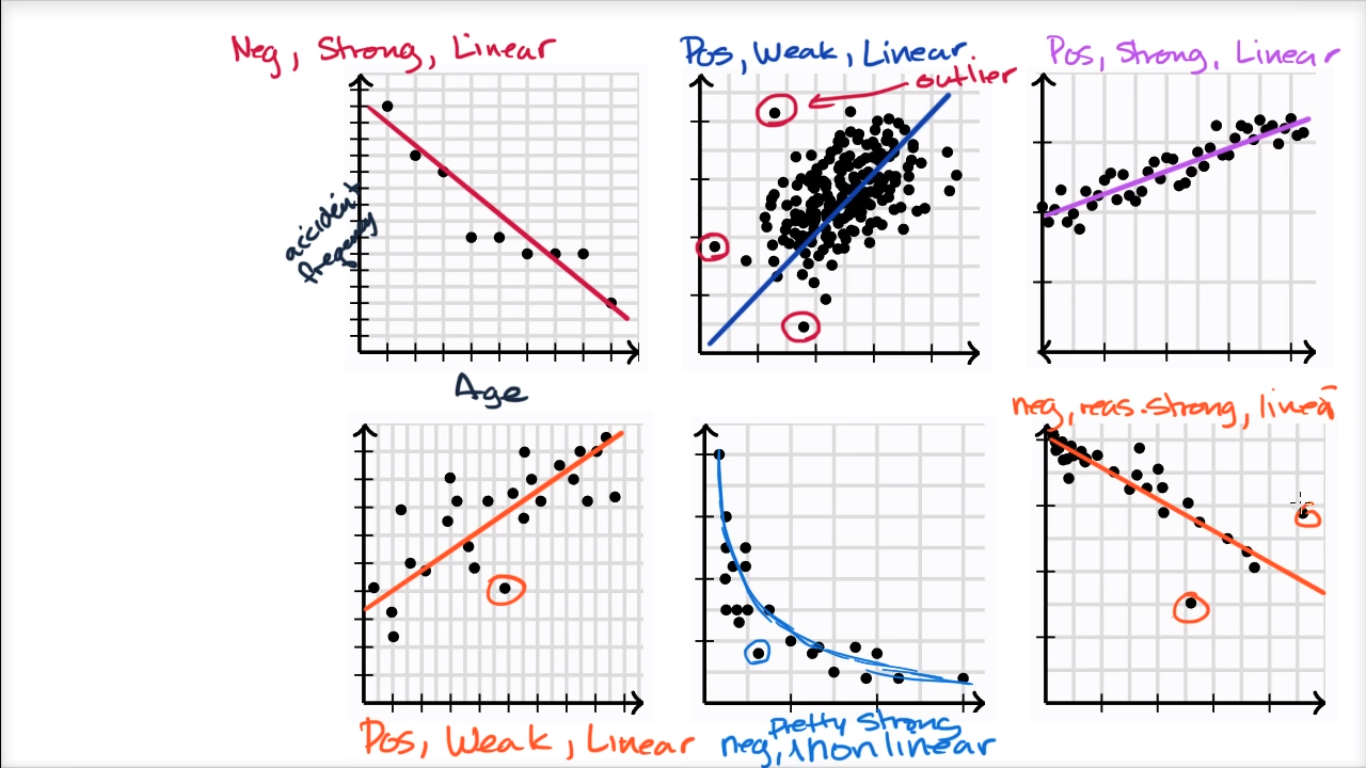 Neg, Strong, Linear
Pos, Weak, Linear.
outlier
Pos, Strong, Linear
accident
frequency
Age
neg, reas. strong, linear
Pos, Weak, Linear
Pretty Strong
neg, nonlinear